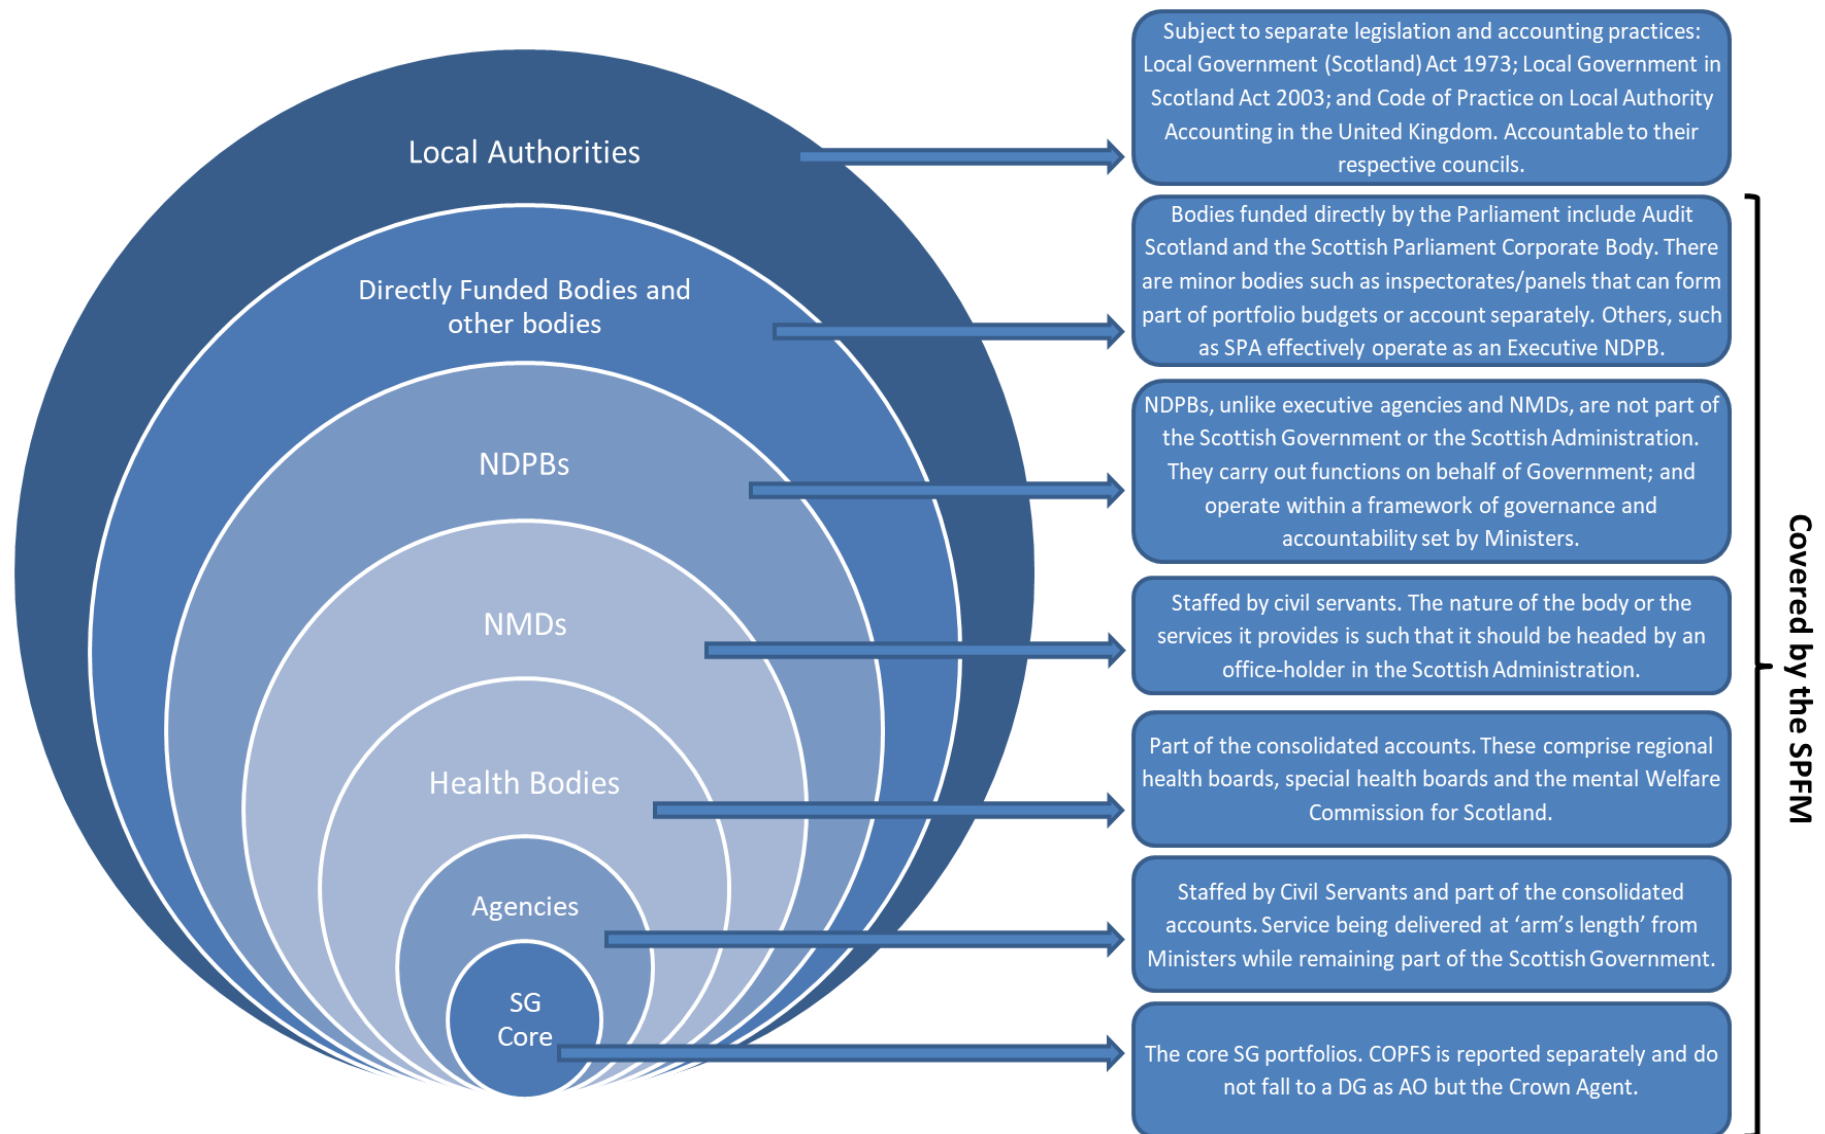 Local Authorities
Directly Funded Bodies and
other bodies
NDPBs
NMDs
Health Bodies
Agencies
SG
Core
Subject to separate legislation and accounting practices:
Local Government (Scotland) Act 1973; Local Government in
Scotland Act 2003; and Code of Practice on Local Authority
Accounting in the United Kingdom. Accountable to their
respective councils.
Bodies funded directly by the Parliament include Audit
Scotland and the Scottish Parliament Corporate Body. There
are minor bodies such as inspectorates/panels that can form
part of portfolio budgets or account separately. Others, such
as SPA effectively operate as an Executive NDPB.
NDPBs, unlike executive agencies and NMDs, are not part of
the Scottish Government or the Scottish Administration.
They carry out functions on behalf of Government; and
operate within a framework of governance and
accountability set by Ministers.
Staffed by civil servants. The nature of the body or the
services it provides is such that it should be headed by an
office-holder in the Scottish Administration.
Part of the consolidated accounts. These comprise regional
health boards, special health boards and the mental Welfare
Commission for Scotland.
Staffed by Civil Servants and part of the consolidated
accounts. Service being delivered at ‘arm’s length’ from
Ministers while remaining part of the Scottish Government.
The core SG portfolios. COPFS is reported separately and do
not fall to a DG as AO but the Crown Agent.
Covered by the SPFM